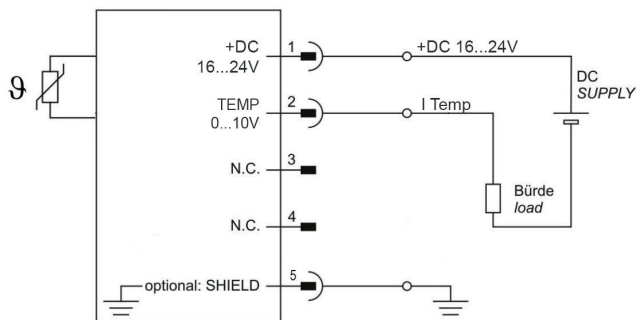 +DC 1 +DC 16...24V
16...24V
DC
SUPPLY
ϑ
TEMP 2 I Temp
0...10V
N.C. 3
Bürde
load
N.C. 4
optional: SHIELD 5